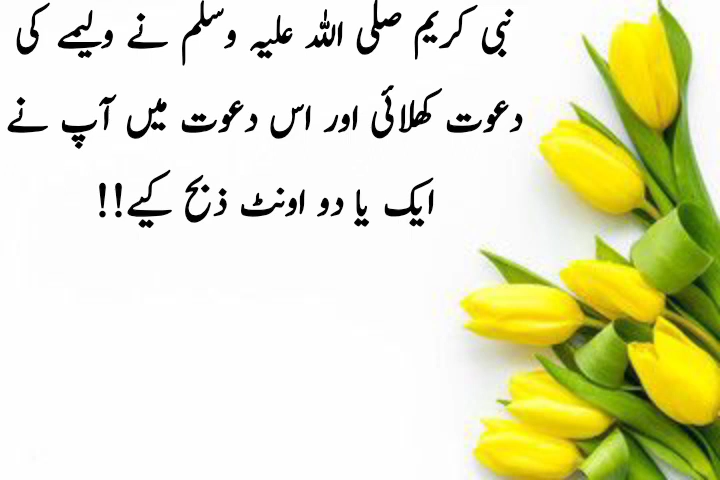 نبی کریم صلی اللہ علیہ وسلم نے ولیمے کی
دعوت کھلائی اور اس دعوت میں آپ نے
ایک یا دو اونٹ ذبح کیے!!